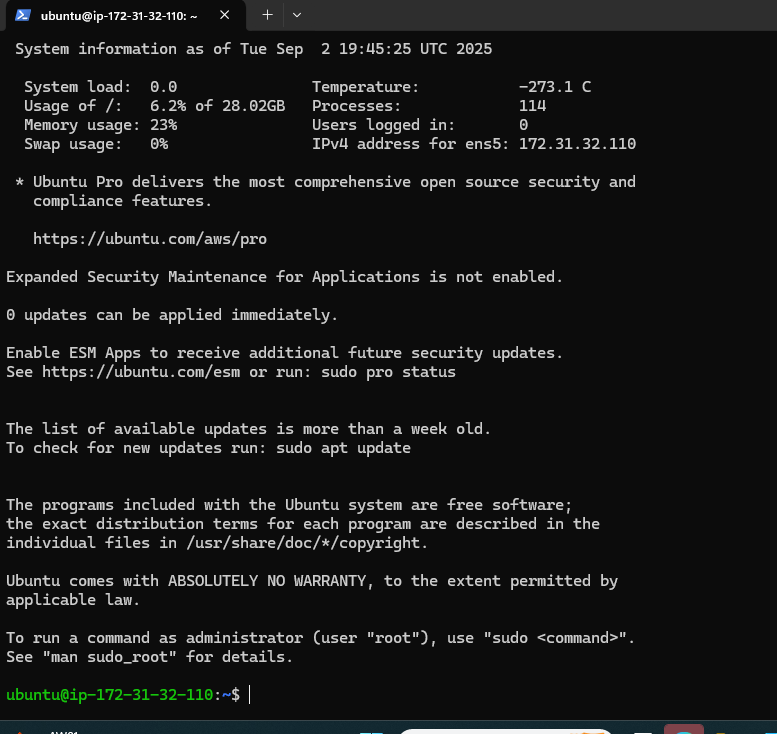 ubuntu@ip-172-31-32-110: ~
System information as of Tue Sep  2 19:45:25 UTC 2025
System load:  0.0                Temperature:           -273.1 C
Usage of /:   6.2% of 28.02GB   Processes:             114
Memory usage: 23%               Users logged in:       0
Swap usage:   0%                IPv4 address for ens5: 172.31.32.110
* Ubuntu Pro delivers the most comprehensive open source security and
compliance features.
https://ubuntu.com/aws/pro
Expanded Security Maintenance for Applications is not enabled.
0 updates can be applied immediately.
Enable ESM Apps to receive additional future security updates.
See https://ubuntu.com/esm or run: sudo pro status
The list of available updates is more than a week old.
To check for new updates run: sudo apt update
The programs included with the Ubuntu system are free software;
the exact distribution terms for each program are described in the
individual files in /usr/share/doc/*/copyright.
Ubuntu comes with ABSOLUTELY NO WARRANTY, to the extent permitted by
applicable law.
To run a command as administrator (user "root"), use "sudo <command>".
See "man sudo_root" for details.
ubuntu@ip-172-31-32-110:~$